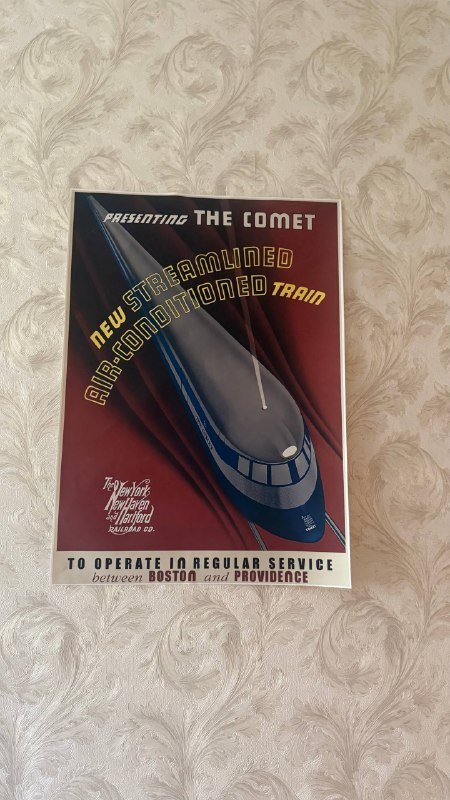 PRESENTING THE COMET
NEW STREAMLINED
AIR-CONDITIONED TRAIN
The New York
New Haven
and Hartford
RAILROAD CO.
TO OPERATE IN REGULAR SERVICE
between BOSTON and PROVIDENCE